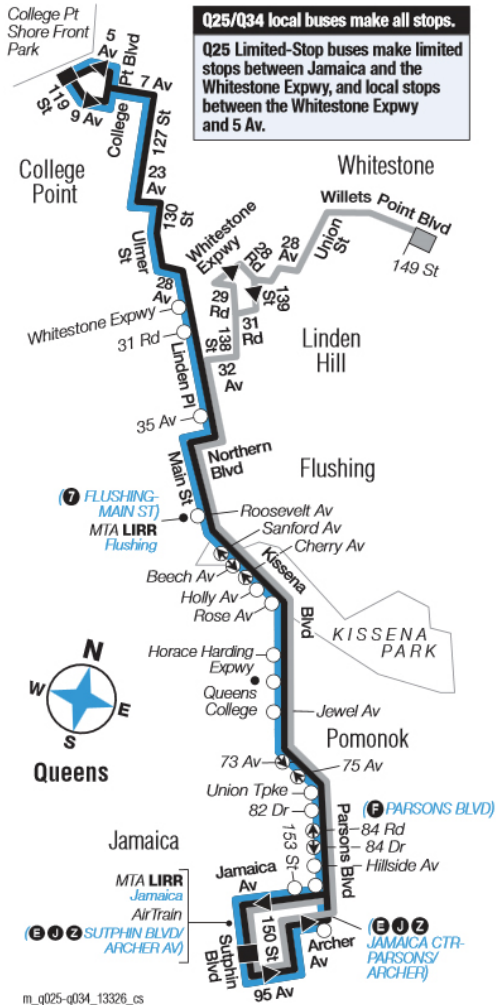 College Pt
Shore Front
Park
Q25/Q34 local buses make all stops.
Q25 Limited-Stop buses make limited
stops between Jamaica and the
Whitestone Expwy, and local stops
between the Whitestone Expwy
and 5 Av.
5
Av
College Pt Blvd
7 Av
119
St
9 Av
127 St
College
Point
23
Av
130
St
Ulmer
St
28
Av
Whitestone
Willets Point Blvd
149 St
Union
St
28
Av
28
Rd
Whitestone
Expwy
139
St
29
Rd
31
Rd
138
St
32
Av
Linden
Hill
Whitestone Expwy
31 Rd
Linden Pl
35 Av
Northern
Blvd
Main St
Flushing
(7 FLUSHING-
MAIN ST)
MTA LIRR
Flushing
Roosevelt Av
Sanford Av
Cherry Av
Kissena
Blvd
Beech Av
Holly Av
Rose Av
KISSENA
PARK
Horace Harding
Expwy
Queens
College
Jewel Av
N
W
E
S
Queens
Pomonok
73 Av
75 Av
Union Tpke
82 Dr
(F PARSONS BLVD)
Parsons Blvd
84 Rd
84 Dr
Hillside Av
153 St
Jamaica
Jamaica
Av
MTA LIRR
Jamaica
AirTrain
(E J Z SUTPHIN BLVD/
ARCHER AV)
Sutphin
Blvd
150 St
Archer
Av
95 Av
(E J Z
JAMAICA CTR-
PARSONS/
ARCHER)
m_q025-q034_13326_cs